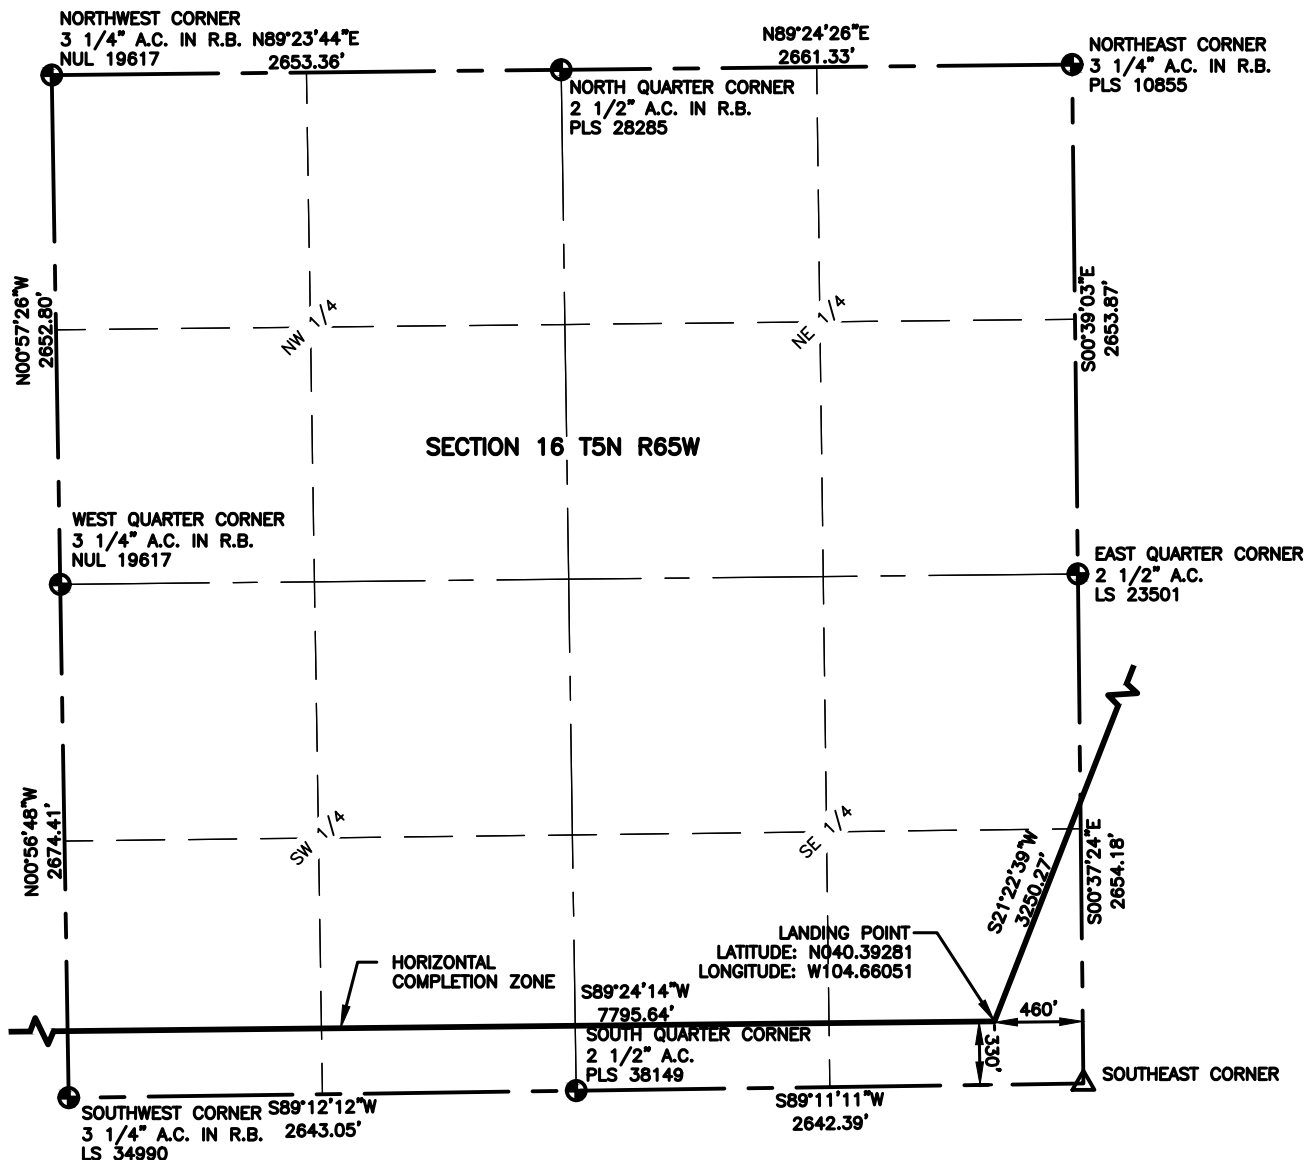 NORTHWEST CORNER
3 1/4" A.C. IN R.B.
NUL 19617
N89°23'44"E
2653.36'
N89°24'26"E
2661.33'
NORTHEAST CORNER
3 1/4" A.C. IN R.B.
PLS 10855
NORTH QUARTER CORNER
2 1/2" A.C. IN R.B.
PLS 28285
N00°57'26"W
2652.80'
NW 1/4
NE 1/4
S00°39'03"E
2653.87'
SECTION 16 T5N R65W
WEST QUARTER CORNER
3 1/4" A.C. IN R.B.
NUL 19617
EAST QUARTER CORNER
2 1/2" A.C.
LS 23501
N00°56'48"W
2674.41'
SW 1/4
SE 1/4
S21°22'39"W
3250.27'
S00°37'24"E
2654.18'
LANDING POINT
LATITUDE: N040.39281
LONGITUDE: W104.66051
HORIZONTAL
COMPLETION ZONE
S89°24'14"W
7795.64'
460'
330'
SOUTH QUARTER CORNER
2 1/2" A.C.
PLS 38149
SOUTHEAST CORNER
SOUTHWEST CORNER
3 1/4" A.C. IN R.B.
LS 34990
S89°12'12"W
2643.05'
S89°11'11"W
2642.39'